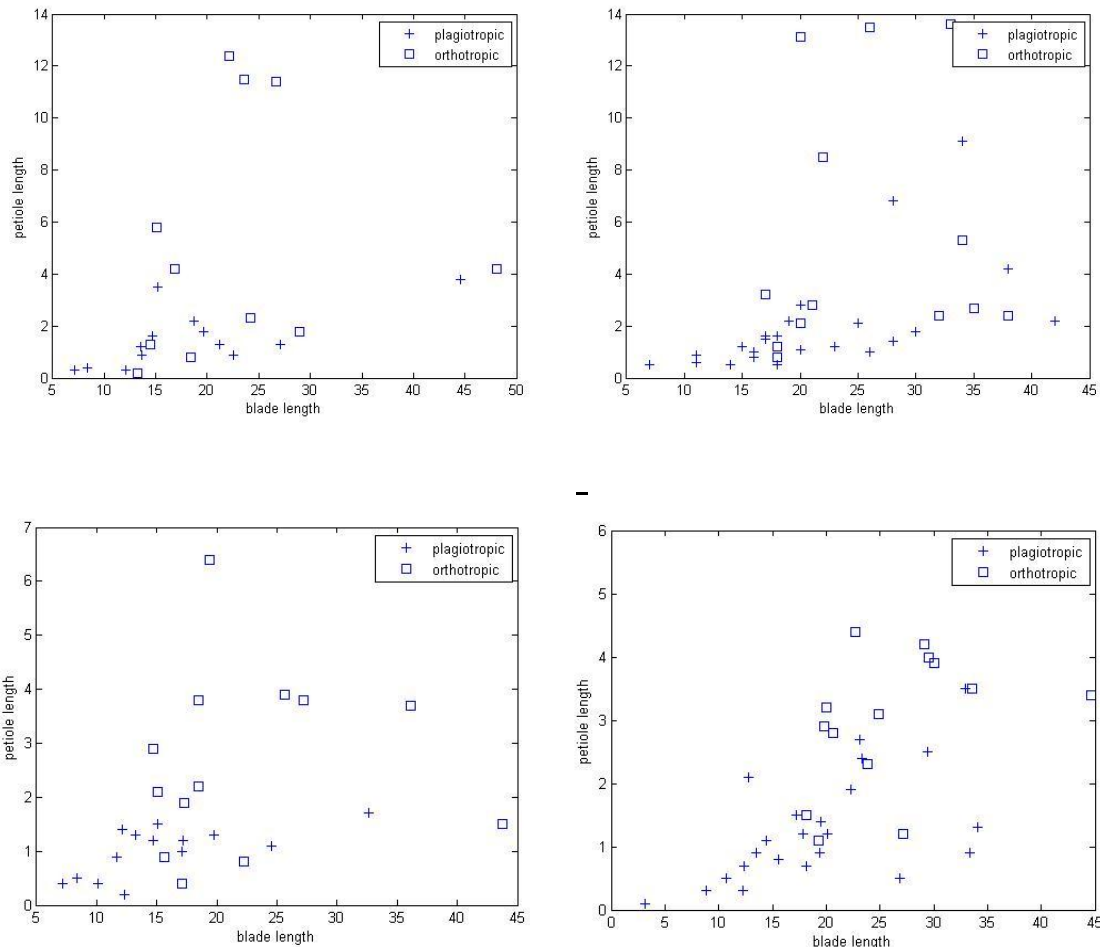 14
12
10
8
6
4
2
0
petiole length
plagiotropic
orthotropic
5 10 15 20 25 30 35 40 45 50
blade length
14
12
10
8
6
4
2
0
petiole length
plagiotropic
orthotropic
5 10 15 20 25 30 35 40 45
blade length
7
6
5
4
3
2
1
0
petiole length
plagiotropic
orthotropic
5 10 15 20 25 30 35 40 45
blade length
6
5
4
3
2
1
0
petiole length
plagiotropic
orthotropic
0 5 10 15 20 25 30 35 40 45
blade length